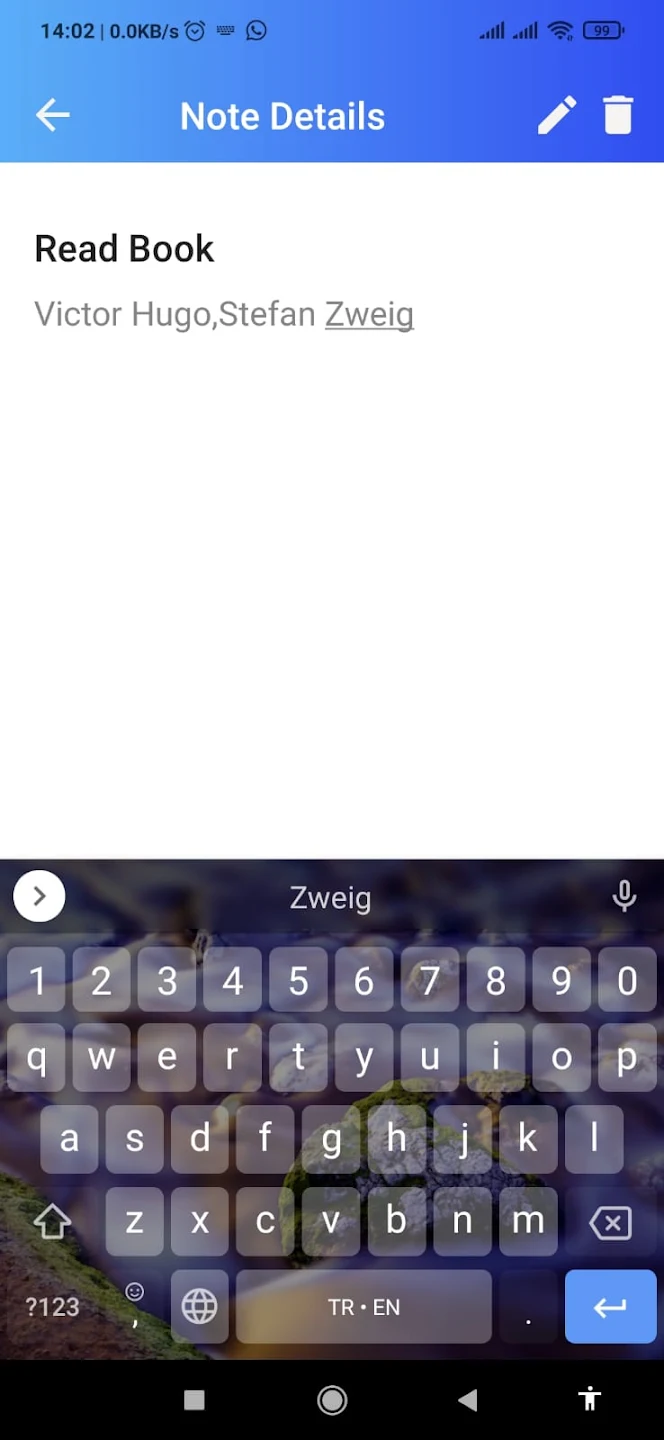 14:02 | 0.0KB/s 99
Note Details
Read Book
Victor Hugo,Stefan Zweig
Zweig
1 2 3 4 5 6 7 8 9 0
q w e r t y u i o p
a s d f g h j k l
z x c v b n m
?123 , TR • EN .